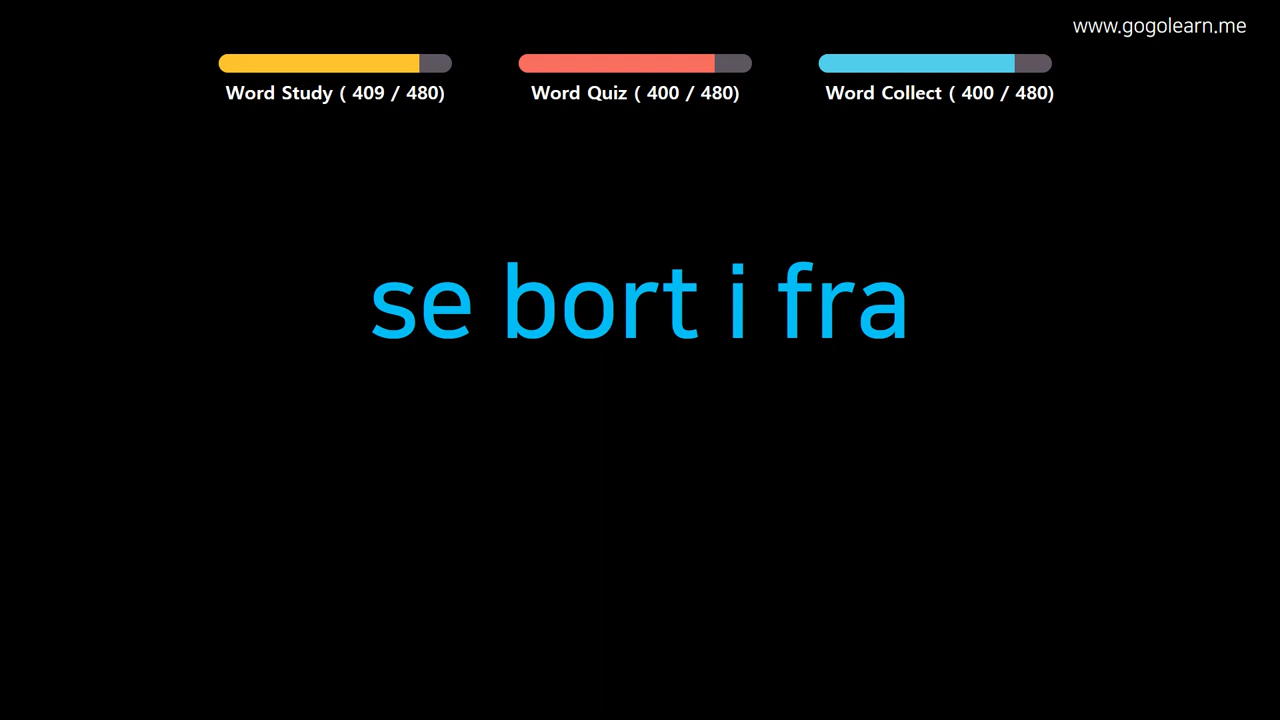 www.gogolearn.me
Word Study ( 409 / 480)
Word Quiz ( 400 / 480)
Word Collect ( 400 / 480)
se bort i fra